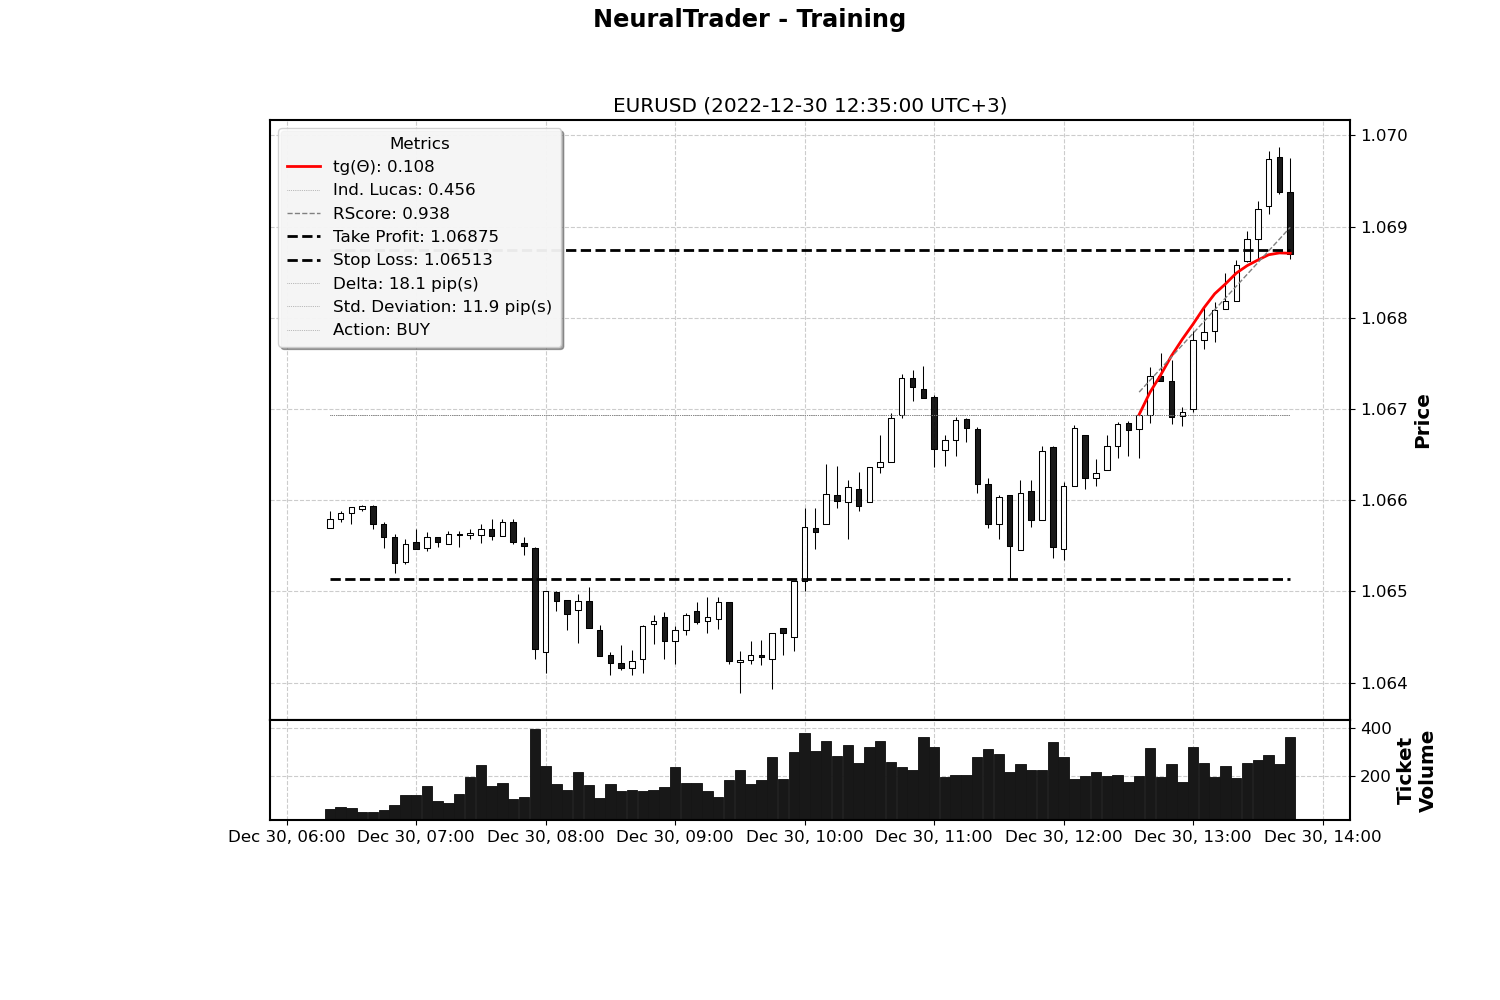 NeuralTrader - Training
EURUSD (2022-12-30 12:35:00 UTC+3)
Metrics
tg(Θ): 0.108
Ind. Lucas: 0.456
RScore: 0.938
Take Profit: 1.06875
Stop Loss: 1.06513
Delta: 18.1 pip(s)
Std. Deviation: 11.9 pip(s)
Action: BUY
1.070
1.069
1.068
1.067
1.066
1.065
1.064
Price
400
200
Ticket
Volume
Dec 30, 06:00 Dec 30, 07:00 Dec 30, 08:00 Dec 30, 09:00 Dec 30, 10:00 Dec 30, 11:00 Dec 30, 12:00 Dec 30, 13:00 Dec 30, 14:00